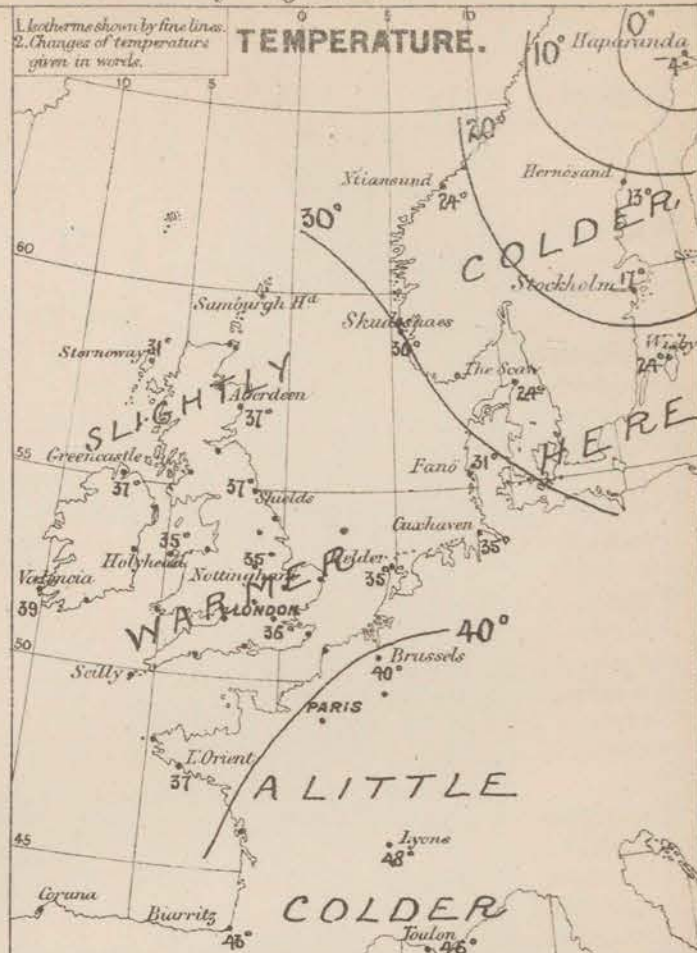 1. Isotherms shown by fine lines.
2. Changes of temperature
given in words.
TEMPERATURE.
10 5 0 5 10
0°
10°
Haparanda
-4°
20°
Hernösand
13°
Xtiansund
24°
30°
COLDER
60
Stockholm
17°
Sumburgh Hd
Skudesnaes
30°
Wisby
24°
Stornoway
31°
The Scaw
24°
SLIGHTLY
Aberdeen
37°
HERE
55
Greencastle
37°
37°
Shields
Fanö
31°
Cuxhaven
35°
35°
Holyhead
35°
Nottingham
Helder
35°
Valencia
39
WARMER
LONDON
36°
40°
50
Scilly
Brussels
40°
PARIS
L'Orient
37
A LITTLE
45
Lyons
48°
Coruna
COLDER
Biarritz
43°
Toulon
46°